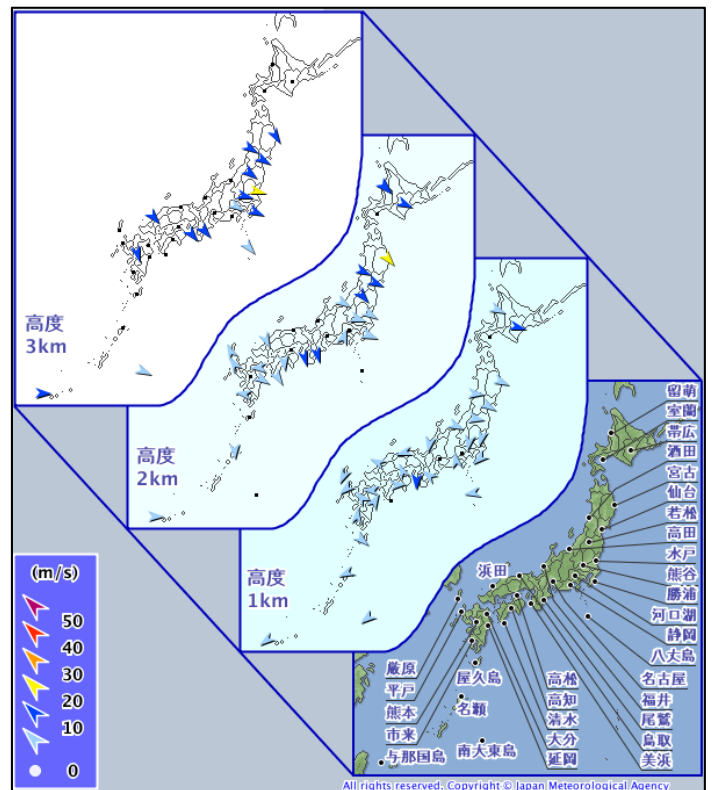 高度
3km
高度
2km
高度
1km
(m/s)
50
40
30
20
10
0
留萌
室蘭
帯広
酒田
宮古
仙台
若松
高田
水戸
熊谷
勝浦
河口湖
静岡
八丈島
名古屋
福井
尾鷲
鳥取
美浜
浜田
厳原
平戸
熊本
市来
与那国島
屋久島
名瀬
南大東島
高松
高知
清水
大分
延岡
All rights reserved. Copyright © Japan Meteorological Agency